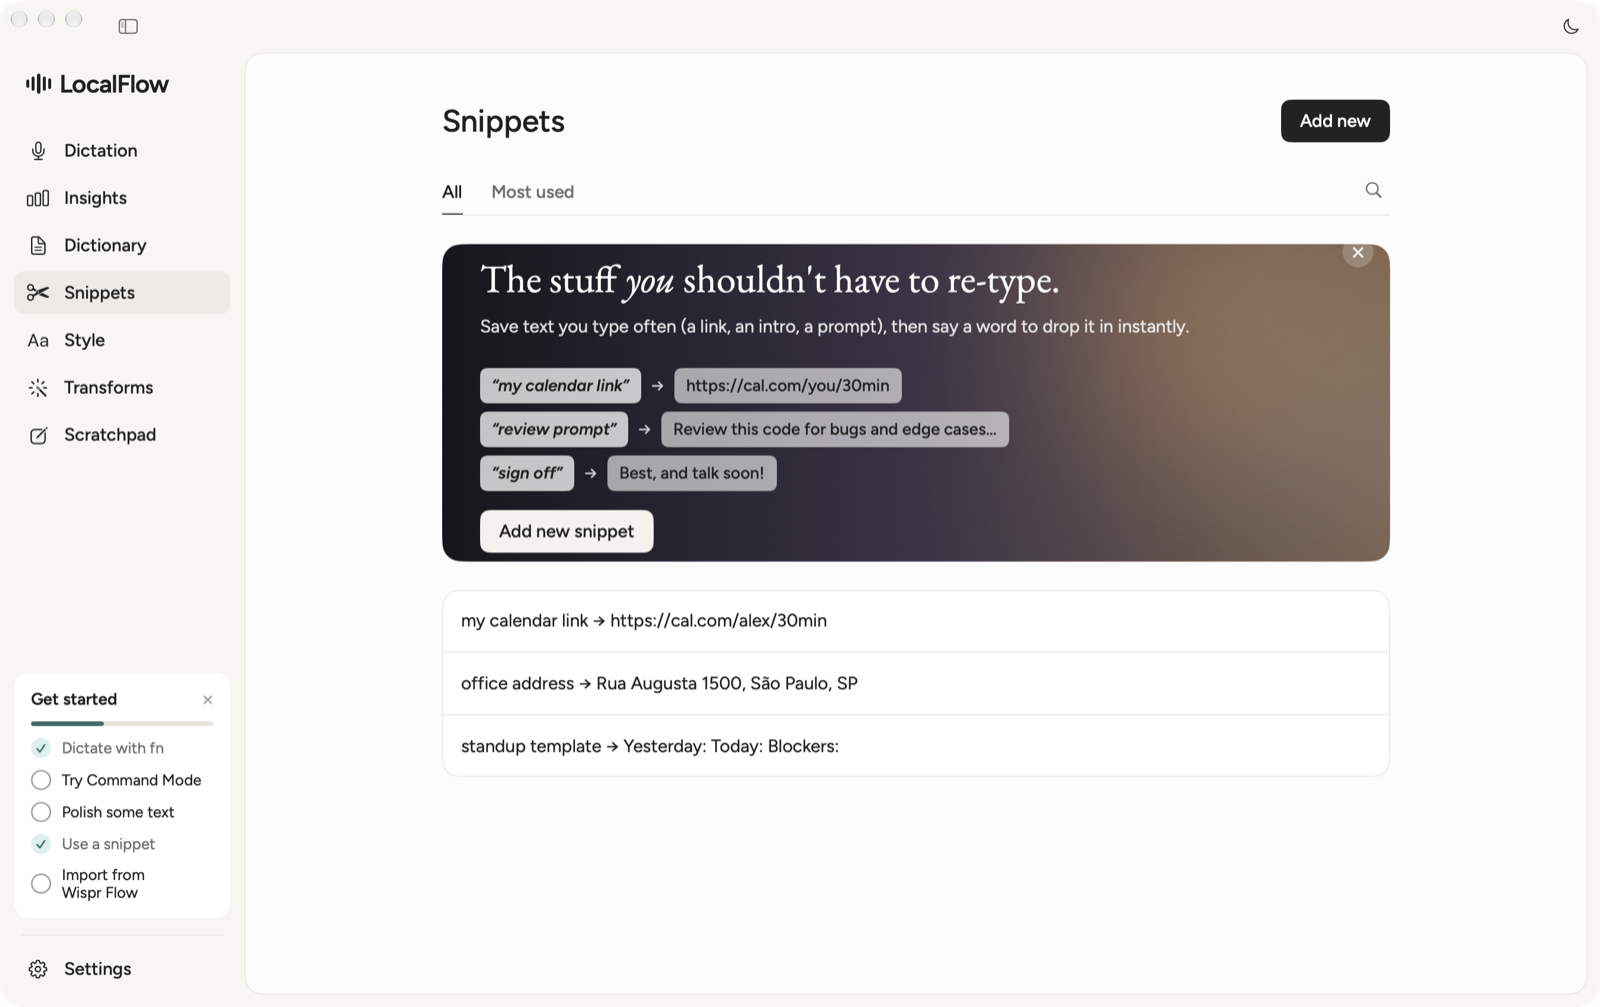 LocalFlow
Dictation
Insights
Dictionary
Snippets
Aa Style
Transforms
Scratchpad
Get started
Dictate with fn
Try Command Mode
Polish some text
Use a snippet
Import from
Wispr Flow
Settings
Snippets
Add new
All Most used
The stuff you shouldn't have to re-type.
Save text you type often (a link, an intro, a prompt), then say a word to drop it in instantly.
“my calendar link” → https://cal.com/you/30min
“review prompt” → Review this code for bugs and edge cases...
“sign off” → Best, and talk soon!
Add new snippet
my calendar link → https://cal.com/alex/30min
office address → Rua Augusta 1500, São Paulo, SP
standup template → Yesterday: Today: Blockers: